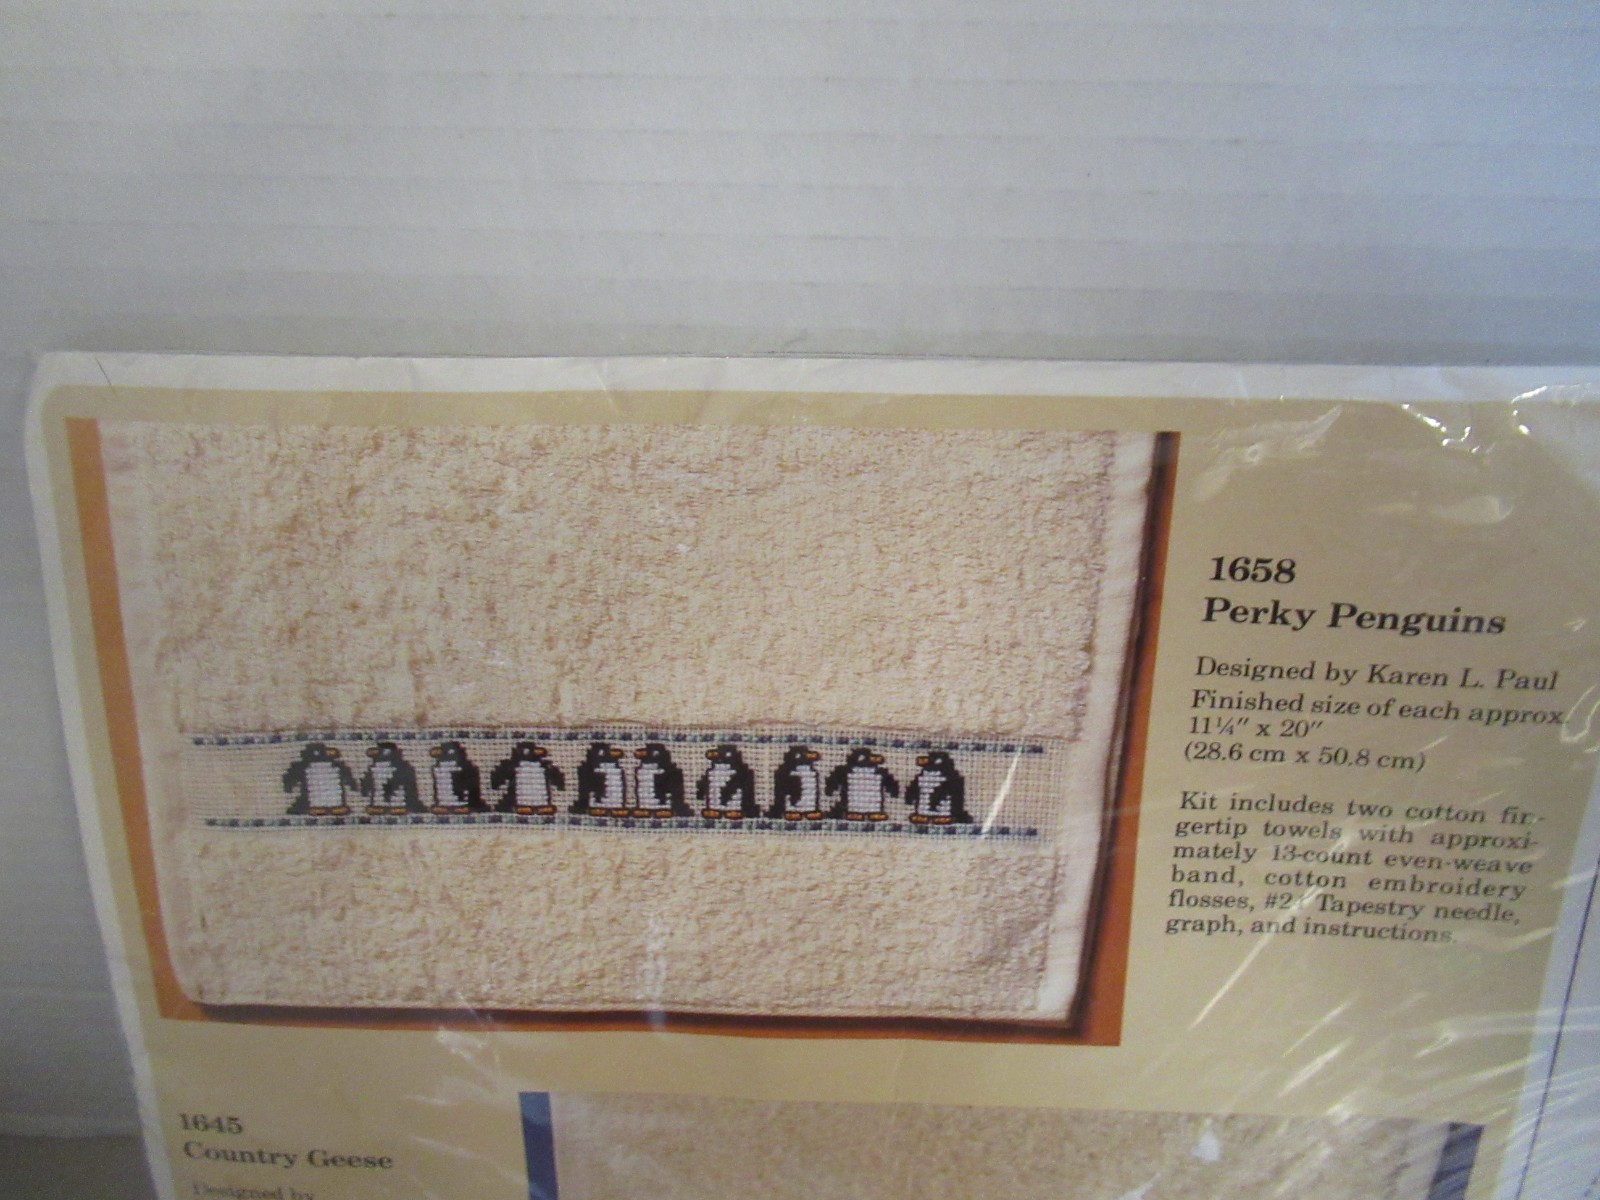 1658
Perky Penguins
Designed by Karen L. Paul
Finished size of each approx.
11¼" x 20"
(28.6 cm x 50.8 cm)
Kit includes two cotton fin-
gertip towels with approxi-
mately 13-count even-weave
band, cotton embroidery
flosses, Tapestry needle,
graph, and instructions.
1645
Country Geese
Designed by